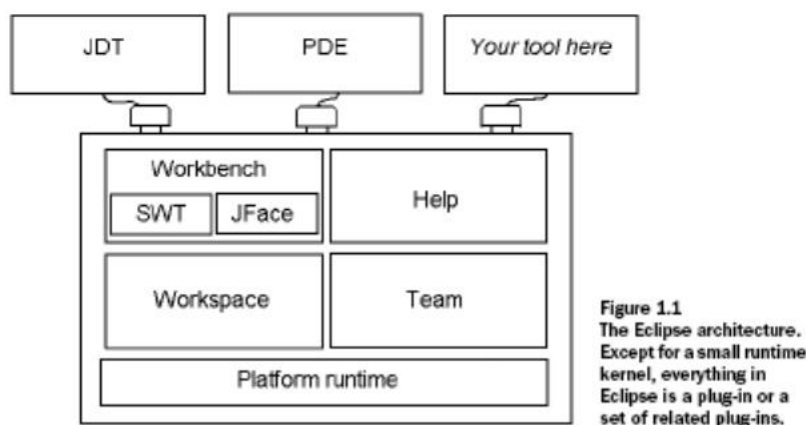 JDT
PDE
Your tool here
Workbench
SWT
JFace
Help
Workspace
Team
Platform runtime
Figure 1.1
The Eclipse architecture.
Except for a small runtime
kernel, everything in
Eclipse is a plug-in or a
set of related plug-ins.